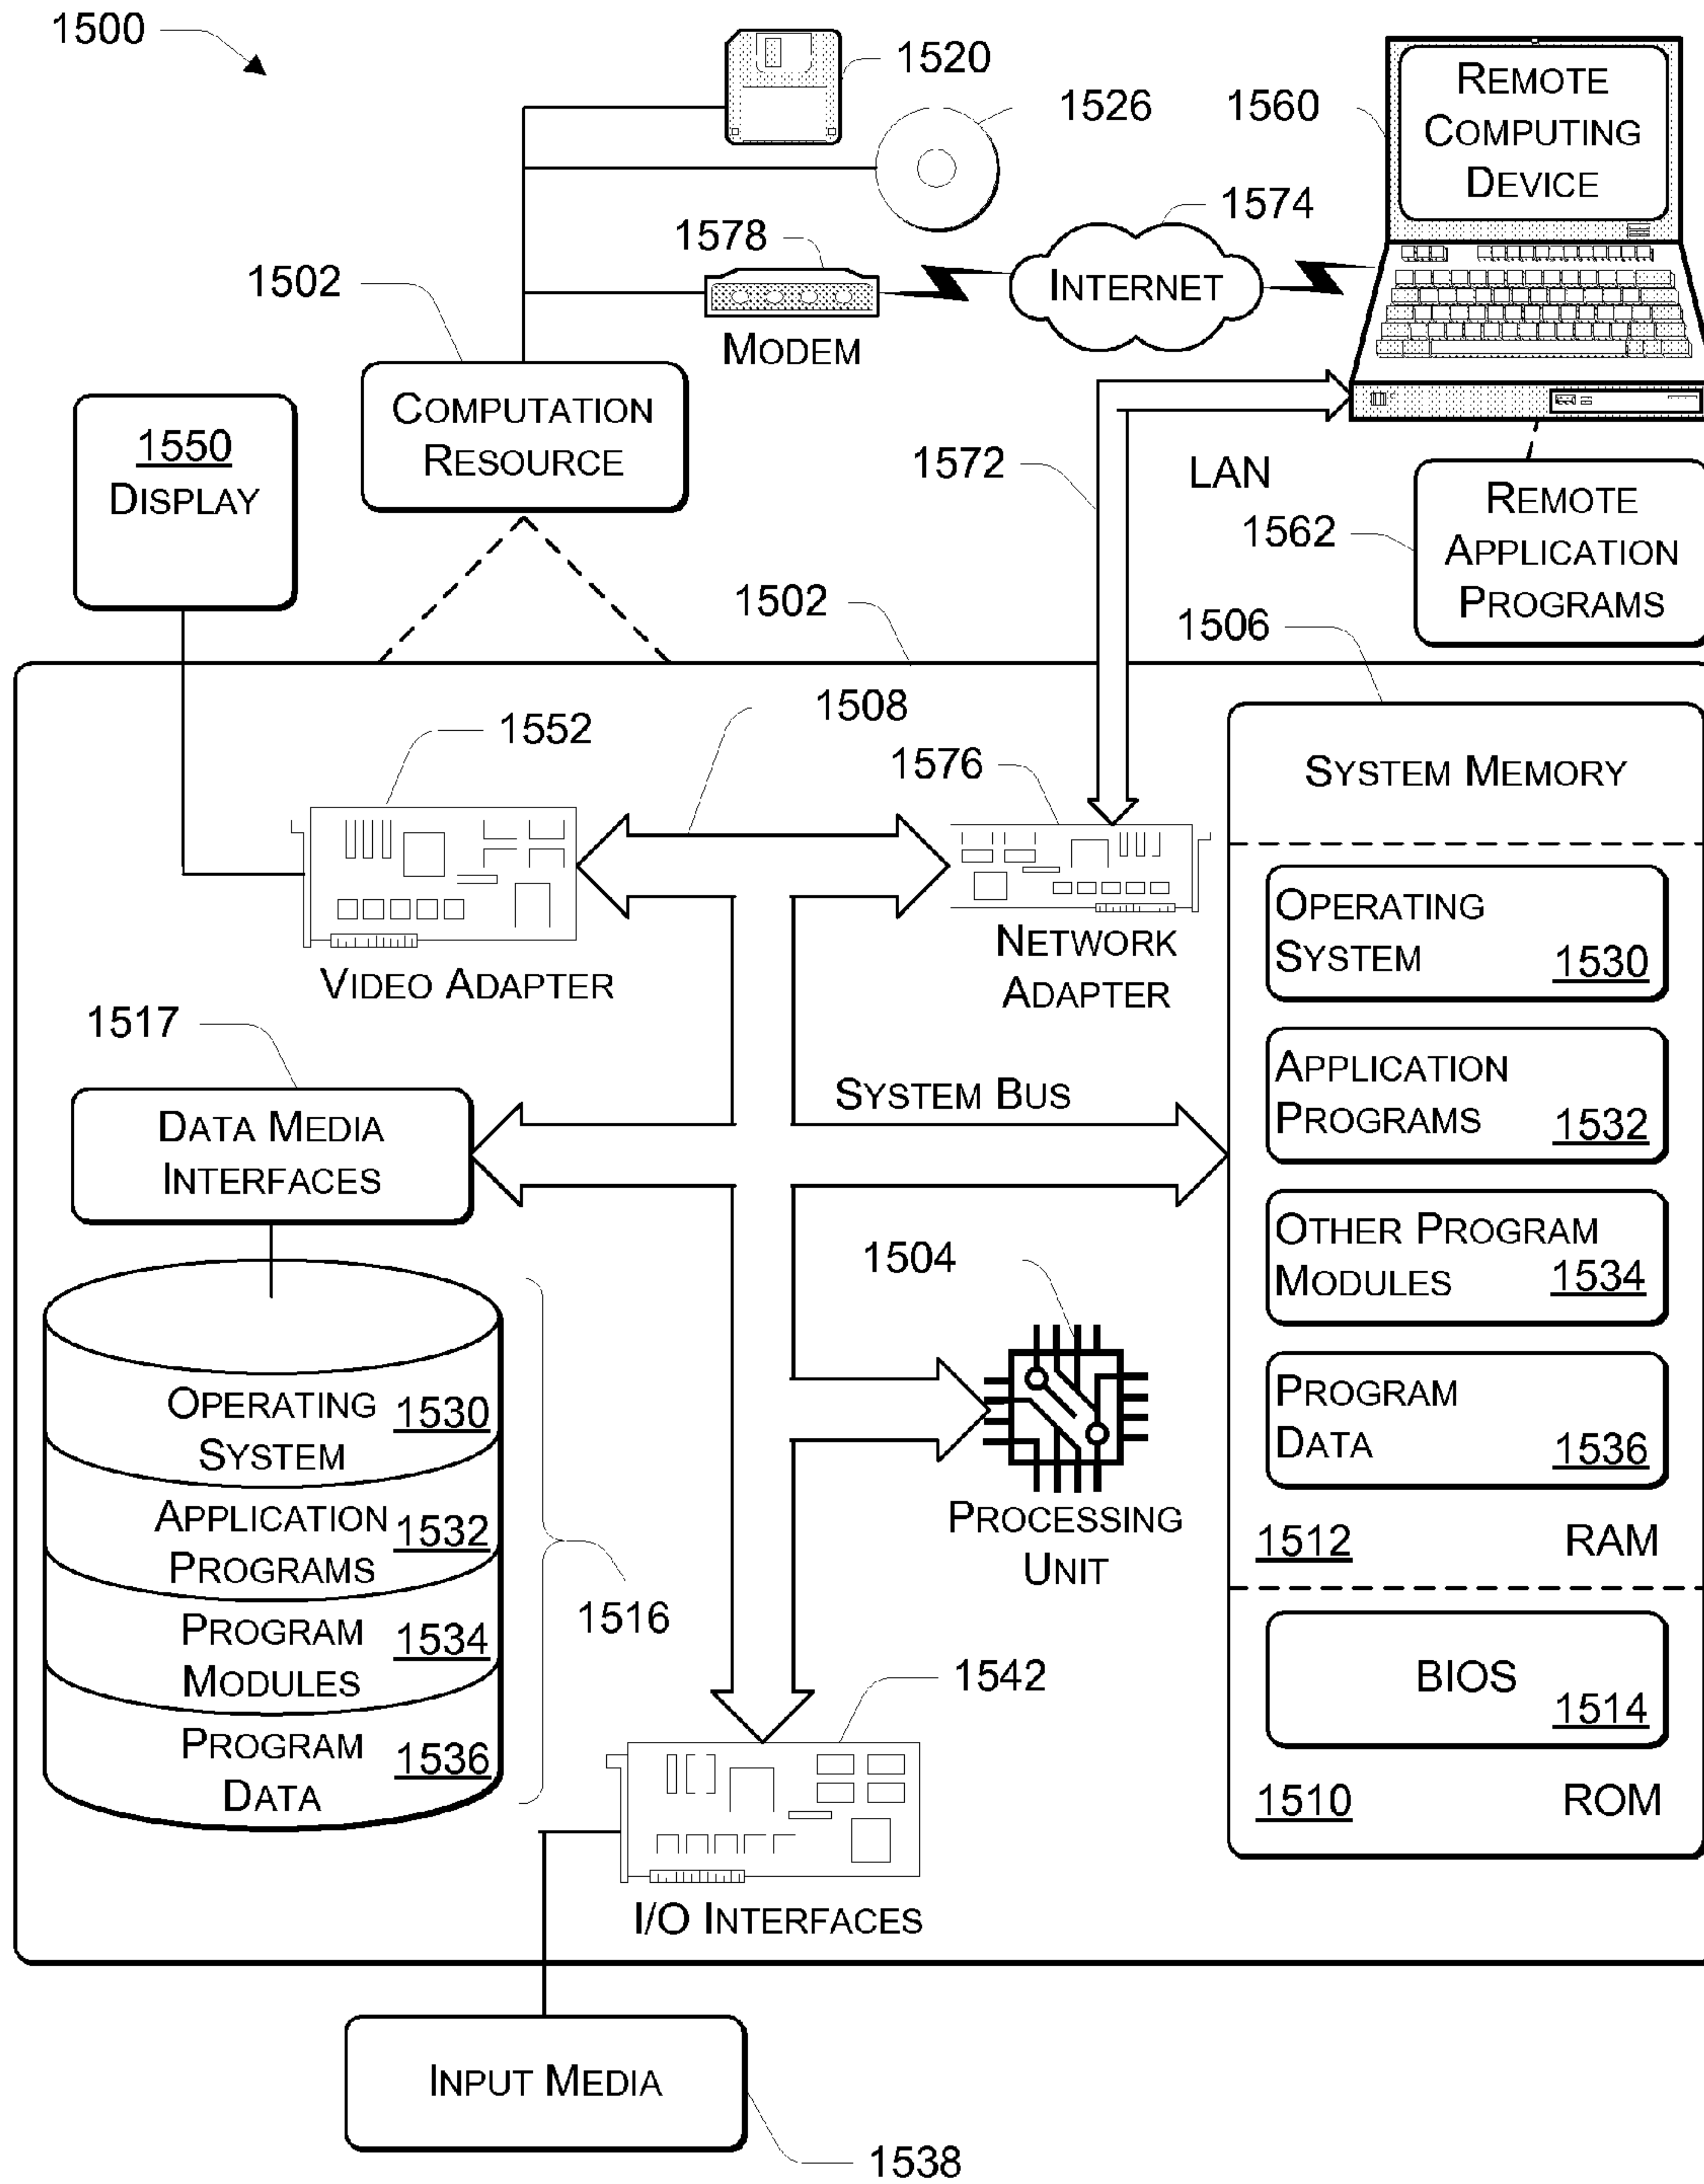 1500
1520
1526
1560
REMOTE
COMPUTING
DEVICE
1574
1578
INTERNET
1502
MODEM
COMPUTATION
RESOURCE
1550
DISPLAY
1572
LAN
REMOTE
1562
APPLICATION
PROGRAMS
1502
1506
1508
1552
1576
SYSTEM MEMORY
OPERATING
SYSTEM 1530
NETWORK
ADAPTER
VIDEO ADAPTER
1517
APPLICATION
PROGRAMS 1532
SYSTEM BUS
DATA MEDIA
INTERFACES
OTHER PROGRAM
MODULES 1534
1504
PROGRAM
DATA 1536
OPERATING 1530
SYSTEM
APPLICATION 1532
PROGRAMS
PROCESSING
UNIT
1512 RAM
1516
PROGRAM 1534
MODULES
1542
BIOS
1514
PROGRAM 1536
DATA
1510 ROM
I/O INTERFACES
INPUT MEDIA
1538